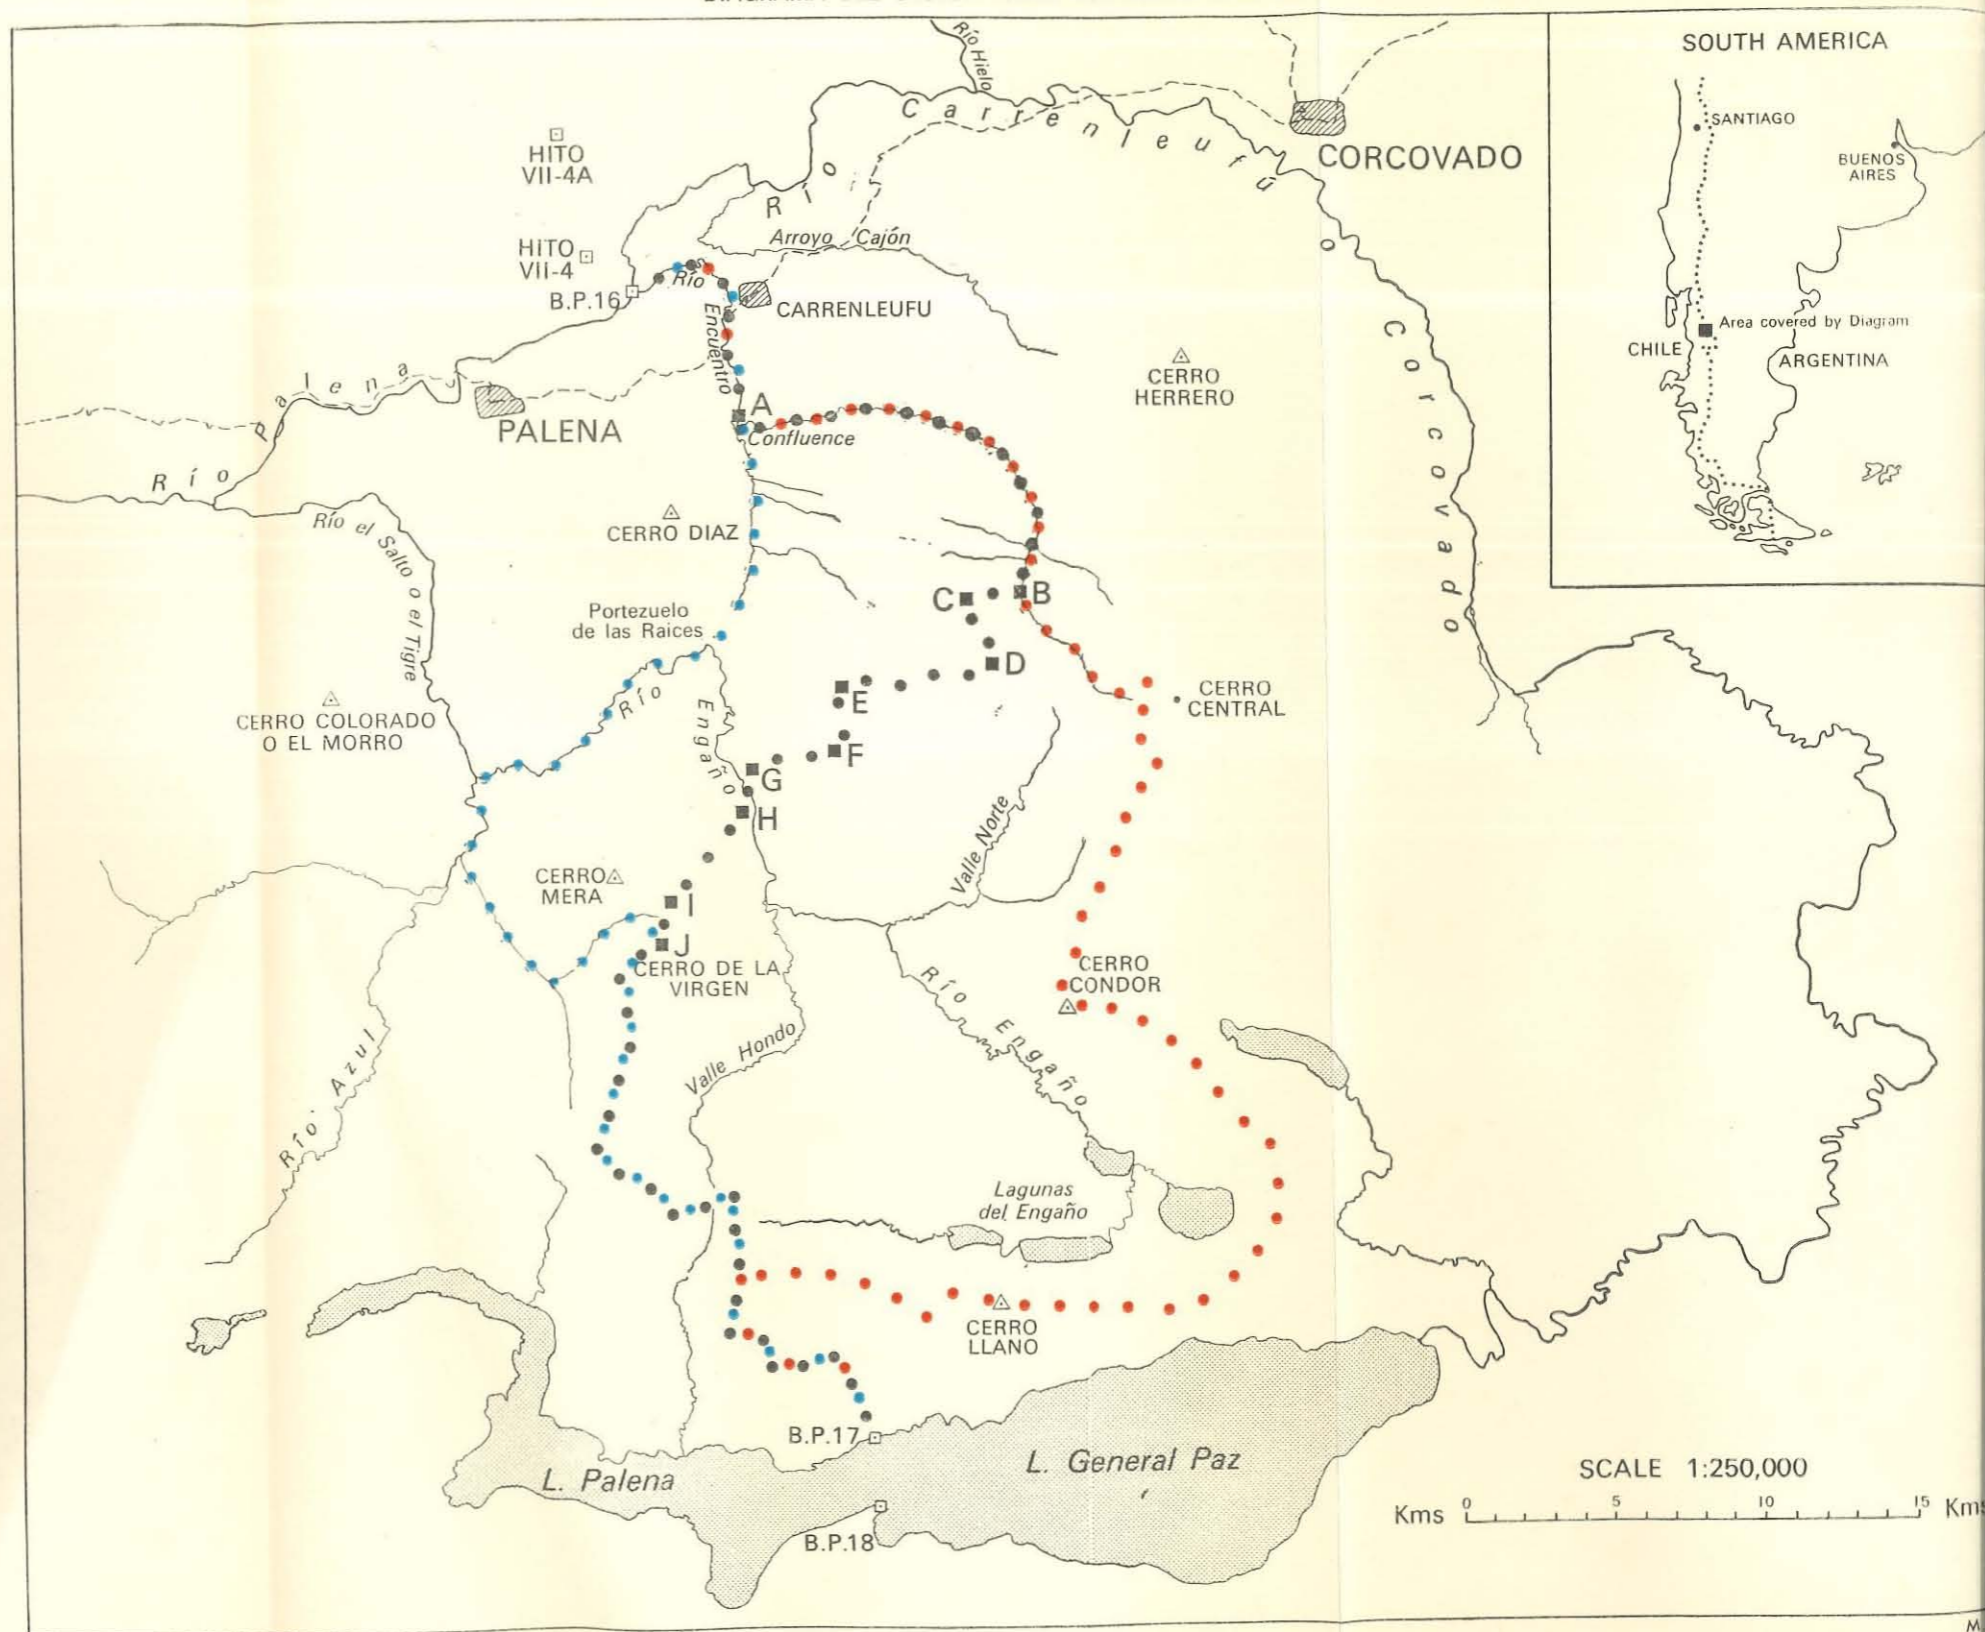 SOUTH AMERICA
SANTIAGO
BUENOS
AIRES
Area covered by Diagram
CHILE
ARGENTINA
Río Hielo
Río Carrenleufú o Corcovado
CORCOVADO
HITO
VII-4A
HITO
VII-4
B.P.16
Arroyo Cajón
Río Encuentro
CARRENLEUFU
CERRO
HERRERO
Río Palena
PALENA
A
Confluence
Río el Salto o el Tigre
CERRO DIAZ
C
B
Portezuelo
de las Raices
D
E
CERRO
CENTRAL
CERRO COLORADO
O EL MORRO
Río Engaño
F
G
H
Valle Norte
CERRO
MERA
I
J
CERRO DE LA
VIRGEN
CERRO
CONDOR
Río Engaño
Valle Hondo
Río Azul
Lagunas
del Engaño
CERRO
LLANO
B.P.17
L. General Paz
L. Palena
B.P.18
SCALE 1:250,000
Kms 0 5 10 15